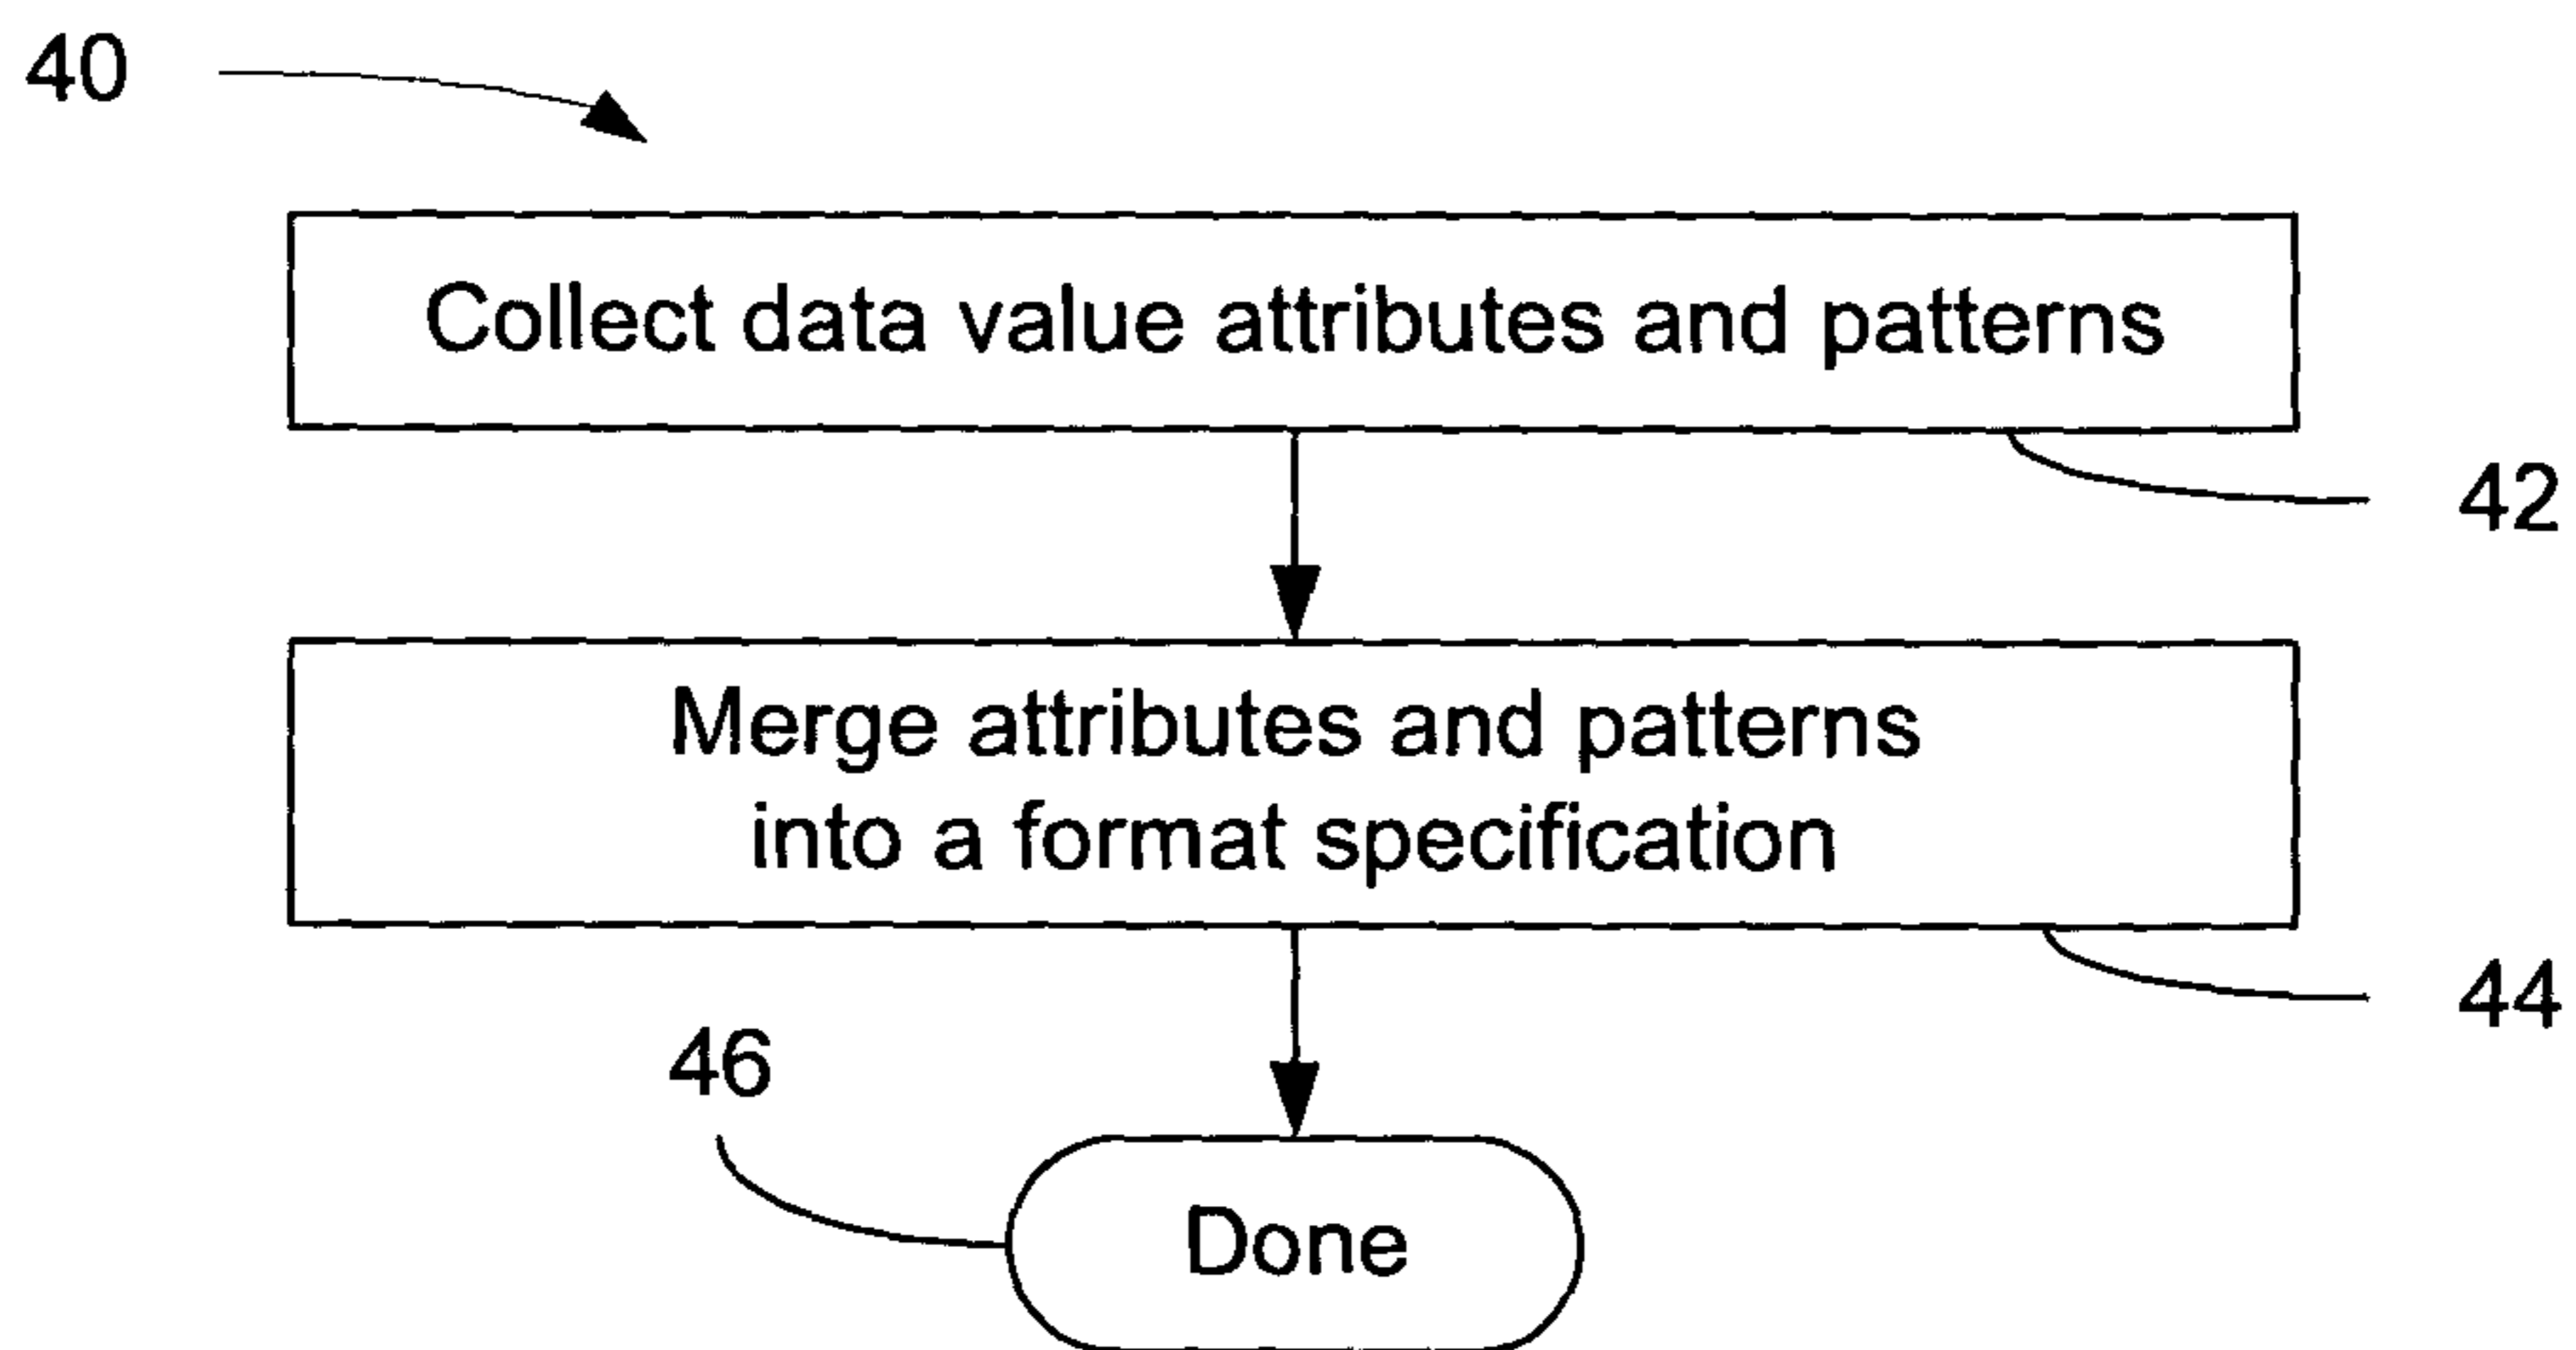 40
Collect data value attributes and patterns
42
Merge attributes and patterns
into a format specification
44
46
Done